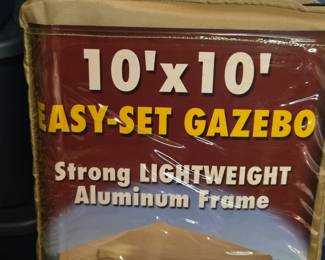 10'x10'
EASY-SET GAZEBO
Strong LIGHTWEIGHT
Aluminum Frame